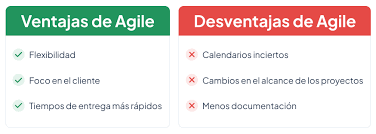 Ventajas de Agile
Flexibilidad
Foco en el cliente
Tiempos de entrega más rápidos
Desventajas de Agile
Calendarios inciertos
Cambios en el alcance de los proyectos
Menos documentación